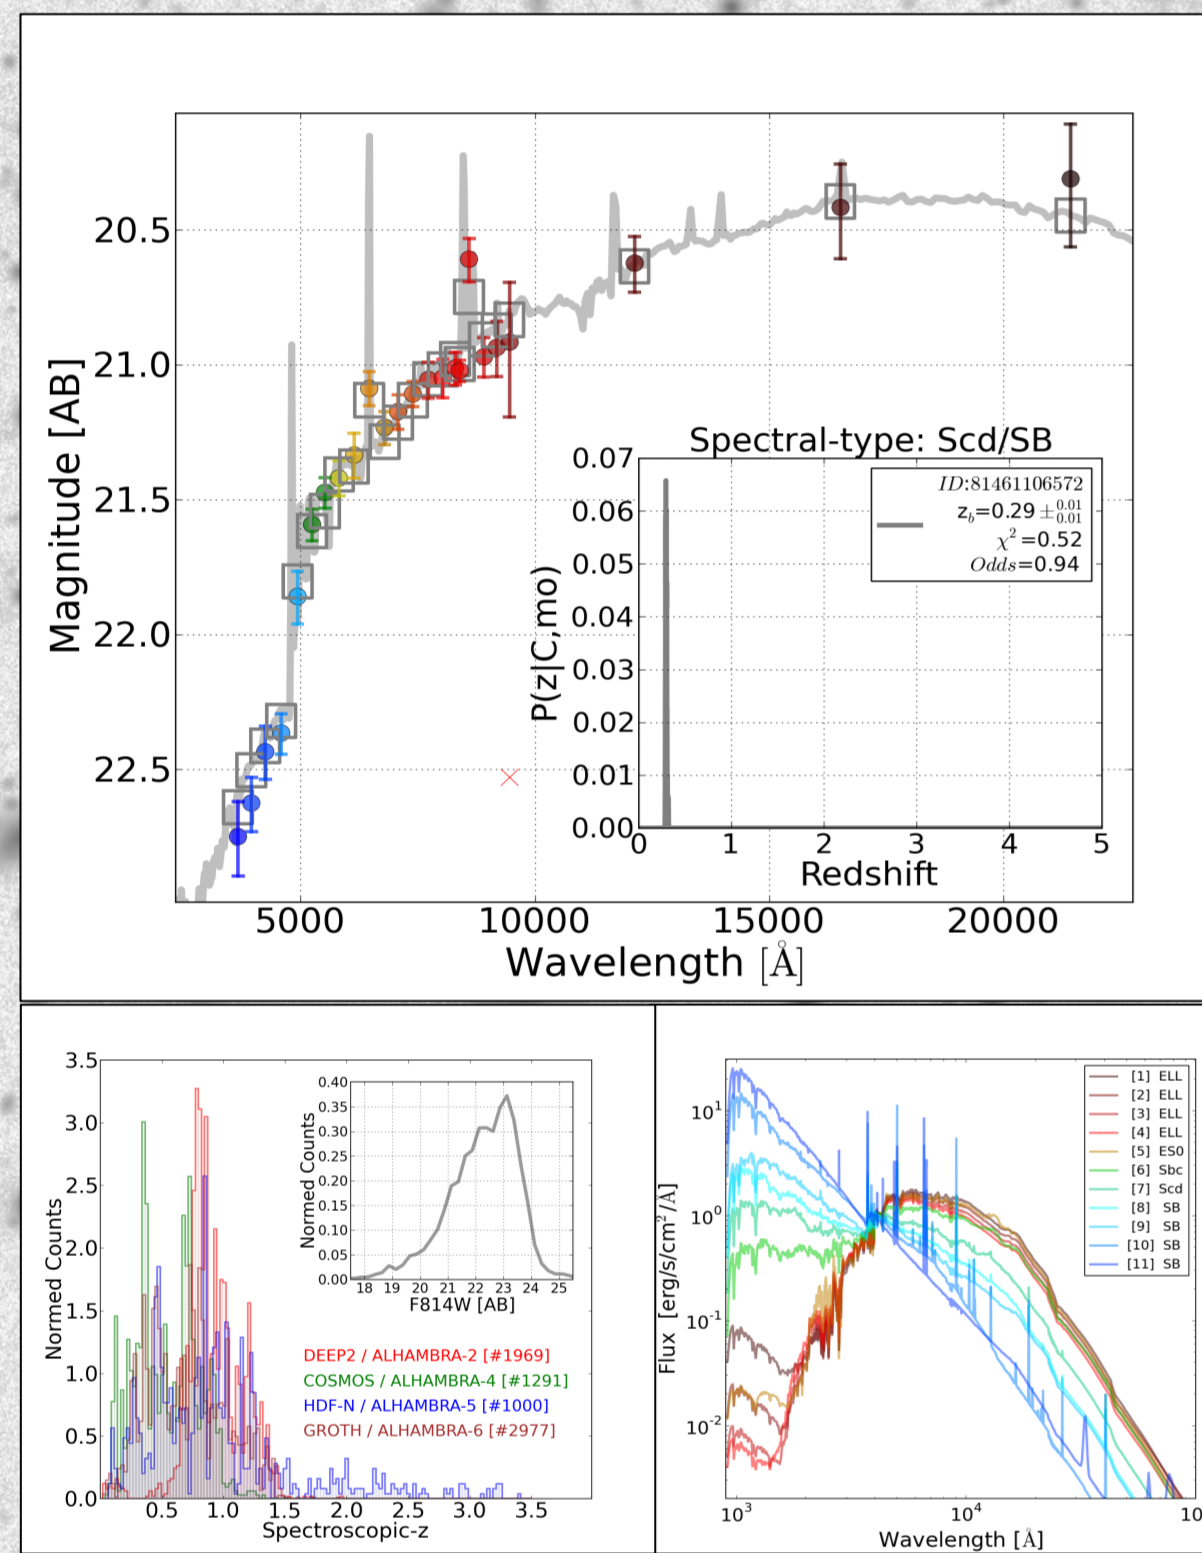 20.5
21.0
21.5
22.0
22.5
Magnitude [AB]
5000 10000 15000 20000
Wavelength [Å]
Spectral-type: Scd/SB
ID:81461106572
z_b=0.29 ±^0.01_0.01
χ²=0.52
Odds=0.94
0.07
0.06
0.05
0.04
0.03
0.02
0.01
0.00
P(z|C,mo)
0 1 2 3 4 5
Redshift
3.5
3.0
2.5
2.0
1.5
1.0
0.5
0.0
Normed Counts
0.5 1.0 1.5 2.0 2.5 3.0 3.5
Spectroscopic-z
0.40
0.35
0.30
0.25
0.20
0.15
0.10
0.05
0.00
Normed Counts
18 19 20 21 22 23 24 25
F814W [AB]
DEEP2 / ALHAMBRA-2 [#1969]
COSMOS / ALHAMBRA-4 [#1291]
HDF-N / ALHAMBRA-5 [#1000]
GROTH / ALHAMBRA-6 [#2977]
10¹
10⁰
10⁻¹
10⁻²
Flux [erg/s/cm²/Å]
[1] ELL
[2] ELL
[3] ELL
[4] ELL
[5] ES0
[6] Sbc
[7] Scd
[8] SB
[9] SB
[10] SB
[11] SB
10³ 10⁴
Wavelength [Å]